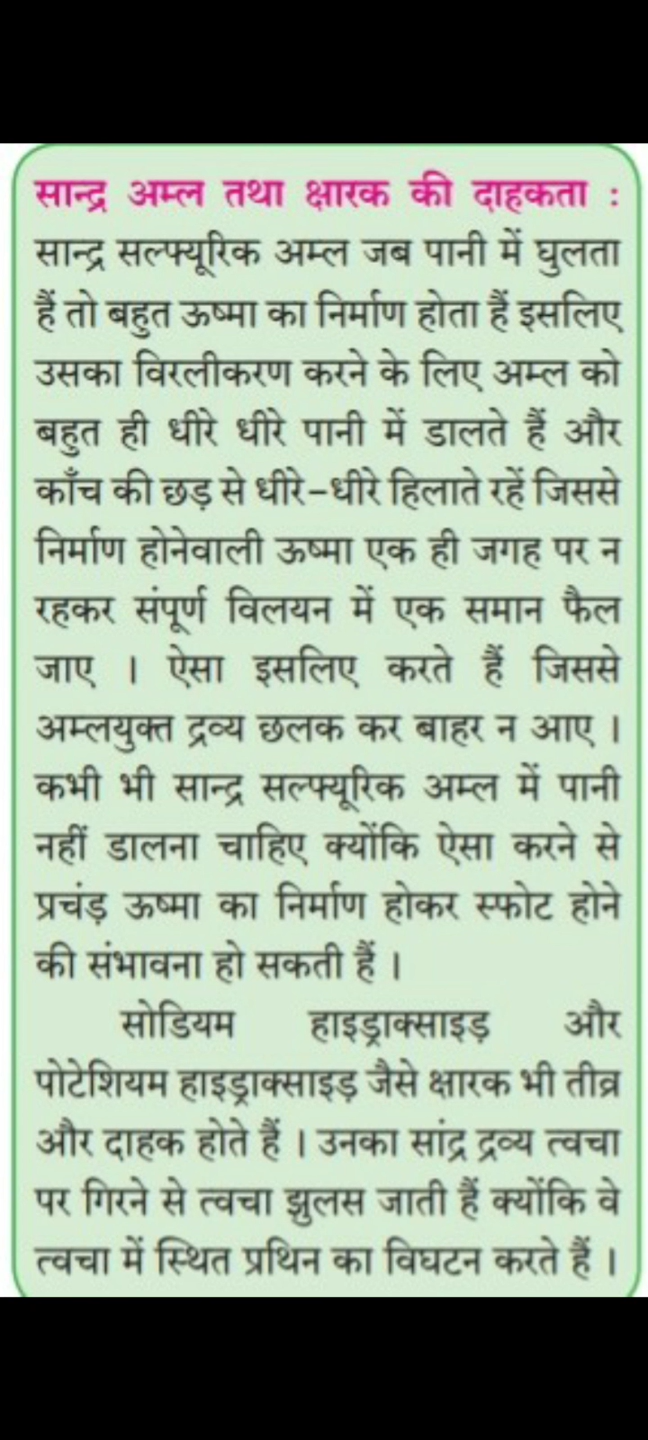 सान्द्र अम्ल तथा क्षारक की दाहकता :
सान्द्र सल्फ्यूरिक अम्ल जब पानी में घुलता
हैं तो बहुत ऊष्मा का निर्माण होता हैं इसलिए
उसका विरलीकरण करने के लिए अम्ल को
बहुत ही धीरे धीरे पानी में डालते हैं और
काँच की छड़ से धीरे-धीरे हिलाते रहें जिससे
निर्माण होनेवाली ऊष्मा एक ही जगह पर न
रहकर संपूर्ण विलयन में एक समान फैल
जाए । ऐसा इसलिए करते हैं जिससे
अम्लयुक्त द्रव्य छलक कर बाहर न आए ।
कभी भी सान्द्र सल्फ्यूरिक अम्ल में पानी
नहीं डालना चाहिए क्योंकि ऐसा करने से
प्रचंड़ ऊष्मा का निर्माण होकर स्फोट होने
की संभावना हो सकती हैं ।
सोडियम हाइड्राक्साइड़ और
पोटेशियम हाइड्राक्साइड़ जैसे क्षारक भी तीव्र
और दाहक होते हैं । उनका सांद्र द्रव्य त्वचा
पर गिरने से त्वचा झुलस जाती हैं क्योंकि वे
त्वचा में स्थित प्रथिन का विघटन करते हैं ।